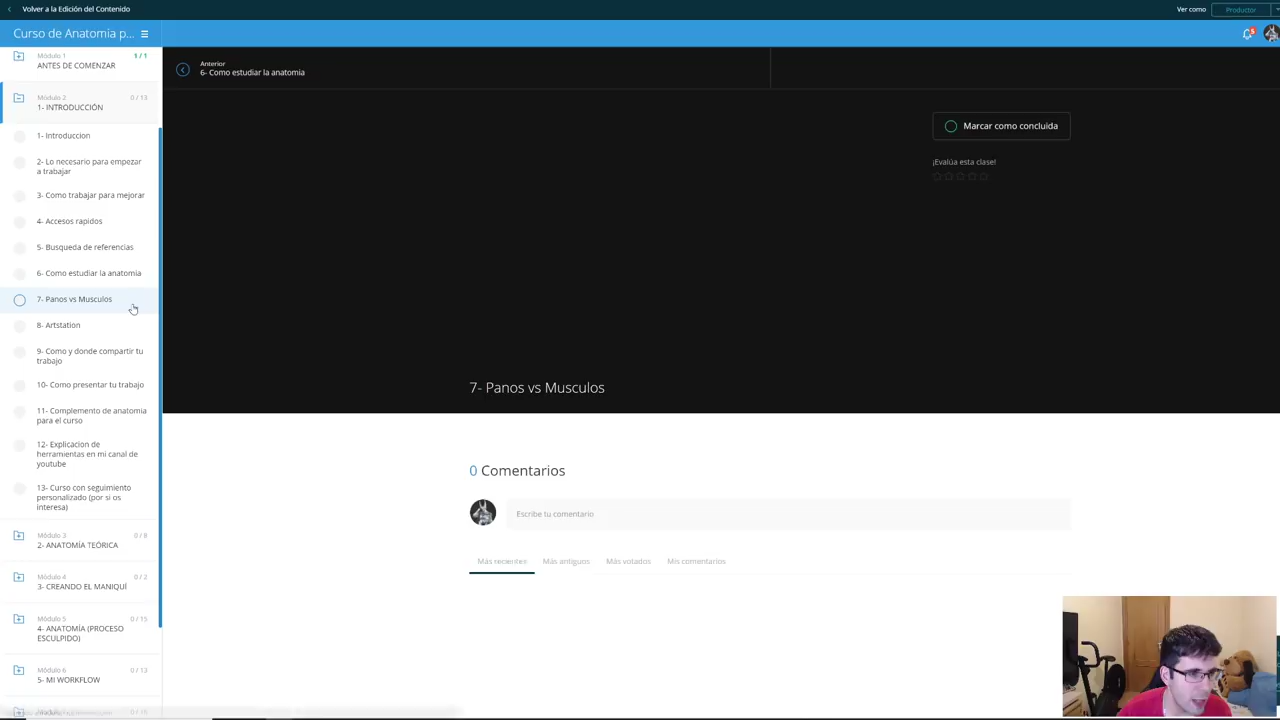 Volver a la Edición del Contenido
Ver como
Productor
Curso de Anatomía p...
5
Módulo 1
1 / 1
ANTES DE COMENZAR
Módulo 2
0 / 13
1- INTRODUCCIÓN
1- Introduccion
2- Lo necesario para empezar
a trabajar
3- Como trabajar para mejorar
4- Accesos rapidos
5- Busqueda de referencias
6- Como estudiar la anatomia
7- Panos vs Musculos
8- Artstation
9- Como y donde compartir tu
trabajo
10- Como presentar tu trabajo
11- Complemento de anatomia
para el curso
12- Explicacion de
herramientas en mi canal de
youtube
13- Curso con seguimiento
personalizado (por si os
interesa)
Módulo 3
0 / 8
2- ANATOMÍA TEÓRICA
Módulo 4
0 / 2
3- CREANDO EL MANIQUÍ
Módulo 5
0 / 15
4- ANATOMÍA (PROCESO
ESCULPIDO)
Módulo 6
0 / 13
5- MI WORKFLOW
Anterior
6- Como estudiar la anatomia
Marcar como concluida
¡Evalúa esta clase!
7- Panos vs Musculos
0 Comentarios
Escribe tu comentario
Más recientes
Más antiguos
Más votados
Mis comentarios